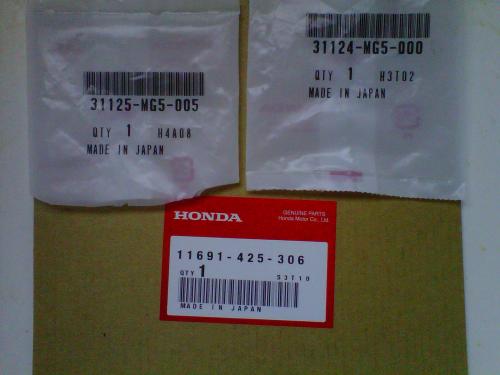 31125-MG5-005
QTY 1 H4A08
MADE IN JAPAN
31124-MG5-000
QTY 1 H3T02
MADE IN JAPAN
HONDA
GENUINE PARTS
Honda Motor Co., Ltd.
11691-425-306
QTY 1 S3T10
MADE IN JAPAN